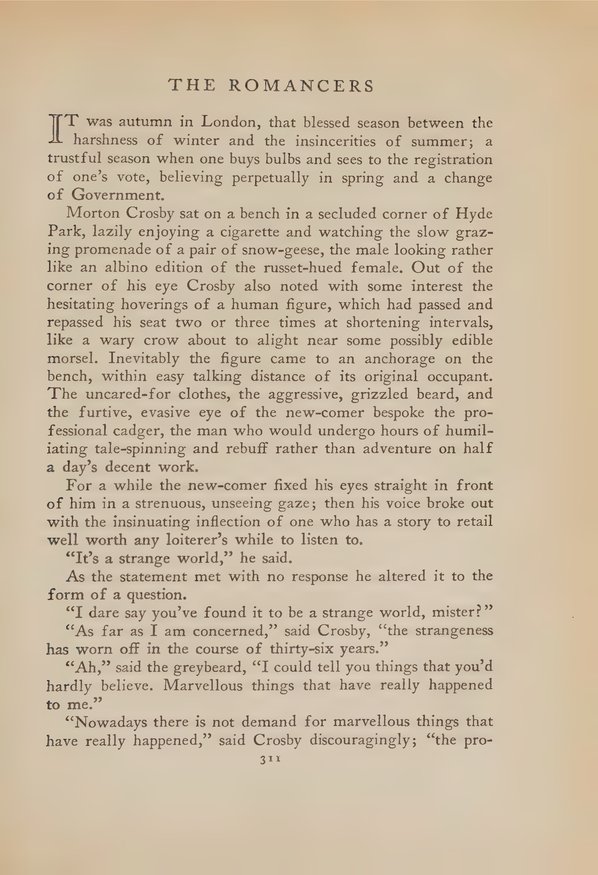 THE ROMANCERS
IT was autumn in London, that blessed season between the
harshness of winter and the insincerities of summer; a
trustful season when one buys bulbs and sees to the registration
of one's vote, believing perpetually in spring and a change
of Government.
Morton Crosby sat on a bench in a secluded corner of Hyde
Park, lazily enjoying a cigarette and watching the slow graz-
ing promenade of a pair of snow-geese, the male looking rather
like an albino edition of the russet-hued female. Out of the
corner of his eye Crosby also noted with some interest the
hesitating hoverings of a human figure, which had passed and
repassed his seat two or three times at shortening intervals,
like a wary crow about to alight near some possibly edible
morsel. Inevitably the figure came to an anchorage on the
bench, within easy talking distance of its original occupant.
The uncared-for clothes, the aggressive, grizzled beard, and
the furtive, evasive eye of the new-comer bespoke the pro-
fessional cadger, the man who would undergo hours of humil-
iating tale-spinning and rebuff rather than adventure on half
a day's decent work.
For a while the new-comer fixed his eyes straight in front
of him in a strenuous, unseeing gaze; then his voice broke out
with the insinuating inflection of one who has a story to retail
well worth any loiterer's while to listen to.
"It's a strange world," he said.
As the statement met with no response he altered it to the
form of a question.
"I dare say you've found it to be a strange world, mister?"
"As far as I am concerned," said Crosby, "the strangeness
has worn off in the course of thirty-six years."
"Ah," said the greybeard, "I could tell you things that you'd
hardly believe. Marvellous things that have really happened
to me."
"Nowadays there is not demand for marvellous things that
have really happened," said Crosby discouragingly; "the pro-
311